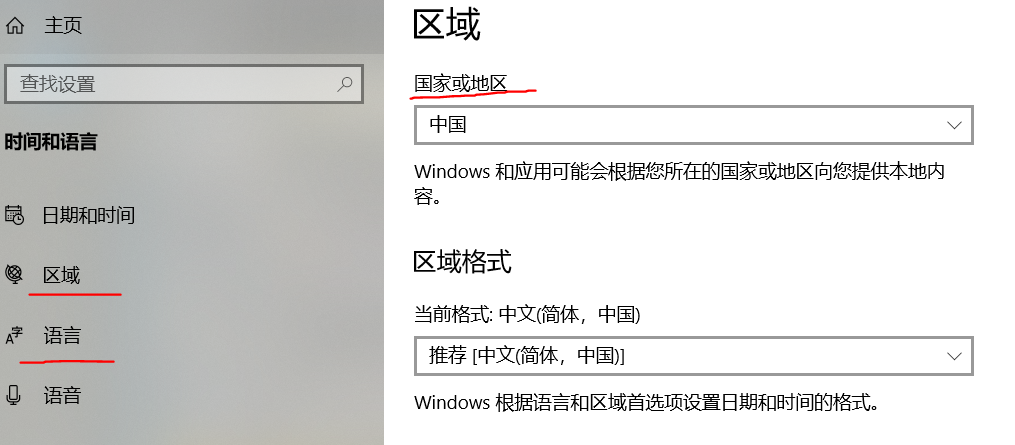 主页
查找设置
时间和语言
日期和时间
区域
语言
语音
区域
国家或地区
中国
Windows 和应用可能会根据您所在的国家或地区向您提供本地内
容。
区域格式
当前格式: 中文(简体，中国)
推荐 [中文(简体，中国)]
Windows 根据语言和区域首选项设置日期和时间的格式。